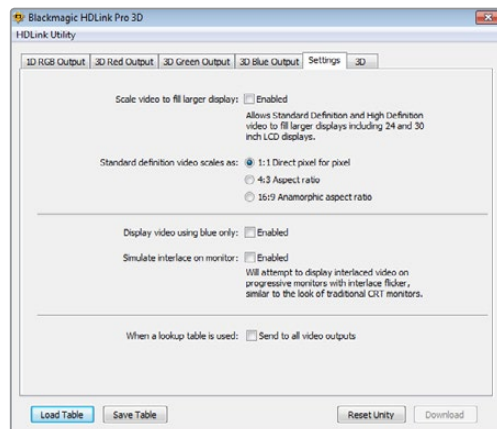 Blackmagic HDLink Pro 3D
HDLink Utility
1D RGB Output 3D Red Output 3D Green Output 3D Blue Output Settings 3D
Scale video to fill larger display: Enabled
Allows Standard Definition and High Definition
video to fill larger displays including 24 and 30
inch LCD displays.
Standard definition video scales as: 1:1 Direct pixel for pixel
4:3 Aspect ratio
16:9 Anamorphic aspect ratio
Display video using blue only: Enabled
Simulate interlace on monitor: Enabled
Will attempt to display interlaced video on
progressive monitors with interlace flicker,
similar to the look of traditional CRT monitors.
When a lookup table is used: Send to all video outputs
Load Table Save Table Reset Unity Download